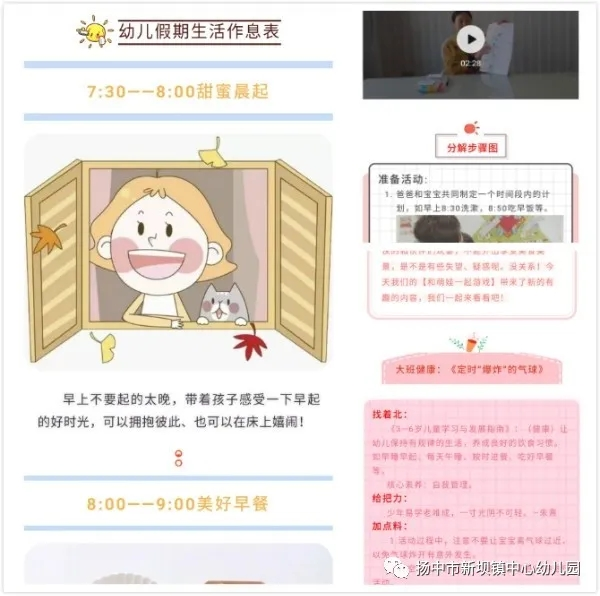 幼儿假期生活作息表
7:30——8:00甜蜜晨起
早上不要起的太晚，带着孩子感受一下早起
的好时光，可以拥抱彼此、也可以在床上嬉闹！
8:00——9:00美好早餐
02:28
分解步骤图
准备活动：
1. 爸爸和宝宝共同制定一个时间段内的计
划，如早上8:30洗漱，8:50吃早饭等。
景，是不是有些失望、疑惑呢。没关系！今
天我们的【和萌娃一起游戏】带来了新的有
趣的内容，我们一起来看看吧！
大班健康：《定时“爆炸”的气球》
找着北：
《3-6岁儿童学习与发展指南》：（健康）让
幼儿保持有规律的生活，养成良好的饮食习惯。
如早睡早起、每天午睡、按时进餐、吃好早餐
等。
核心素养：自我管理。
给把力：
少年易学老难成，一寸光阴不可轻。-朱熹
加点料：
1.活动过程中，注意不要让宝宝离气球过近，
以免气球炸开有意外发生。
活动
扬中市新坝镇中心幼儿园